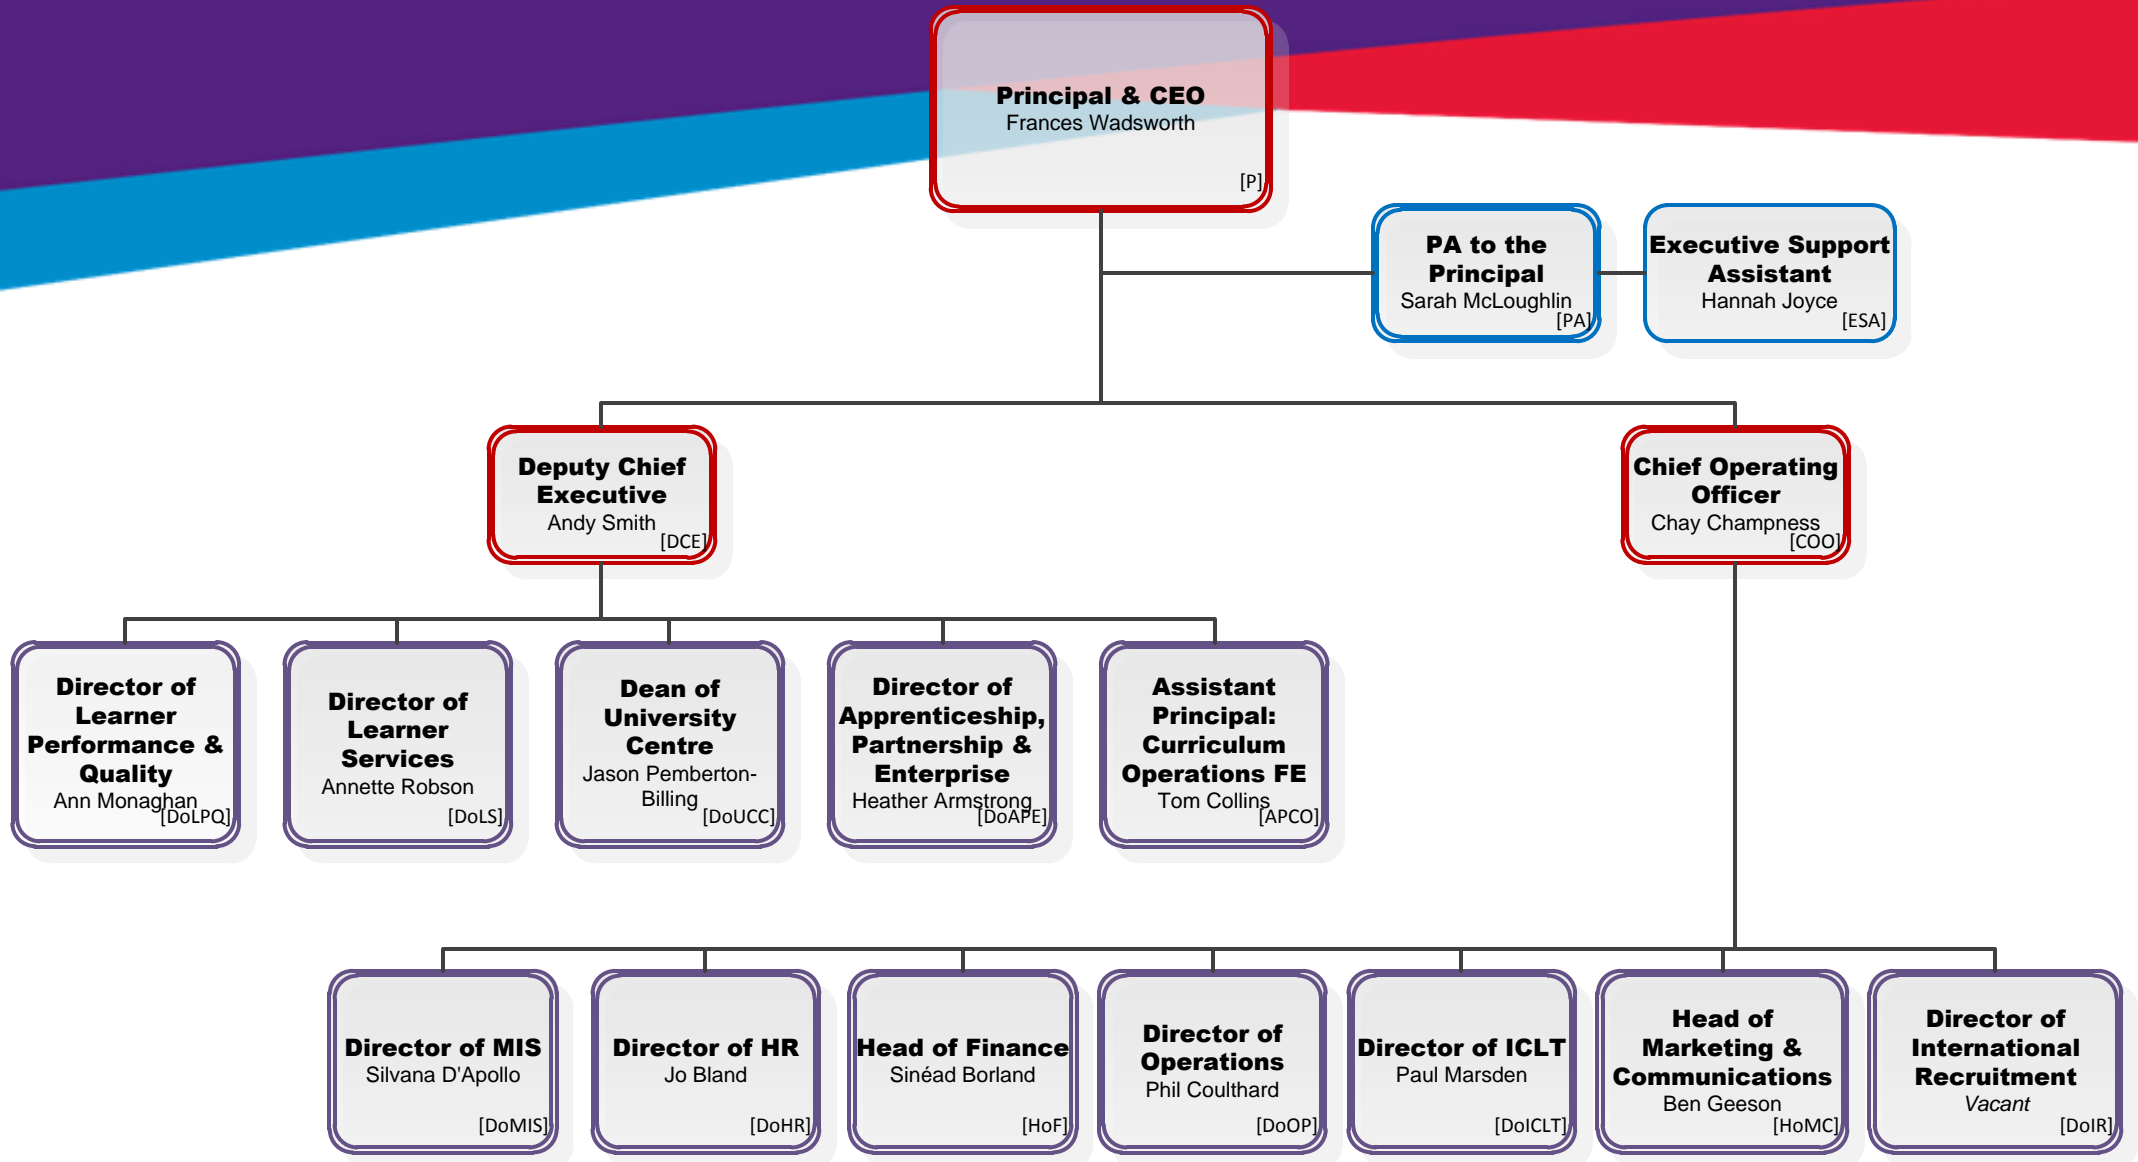 Principal & CEO
Frances Wadsworth
[P]
PA to the
Principal
Sarah McLoughlin
[PA]
Executive Support
Assistant
Hannah Joyce
[ESA]
Deputy Chief
Executive
Andy Smith
[DCE]
Chief Operating
Officer
Chay Champness
[COO]
Director of
Learner
Performance &
Quality
Ann Monaghan
[DoLPQ]
Director of
Learner
Services
Annette Robson
[DoLS]
Dean of
University
Centre
Jason Pemberton-
Billing
[DoUCC]
Director of
Apprenticeship,
Partnership &
Enterprise
Heather Armstrong
[DoAPE]
Assistant
Principal:
Curriculum
Operations FE
Tom Collins
[APCO]
Director of MIS
Silvana D'Apollo
[DoMIS]
Director of HR
Jo Bland
[DoHR]
Head of Finance
Sinéad Borland
[HoF]
Director of
Operations
Phil Coulthard
[DoOP]
Director of ICLT
Paul Marsden
[DoICLT]
Head of
Marketing &
Communications
Ben Geeson
[HoMC]
Director of
International
Recruitment
Vacant
[DoIR]